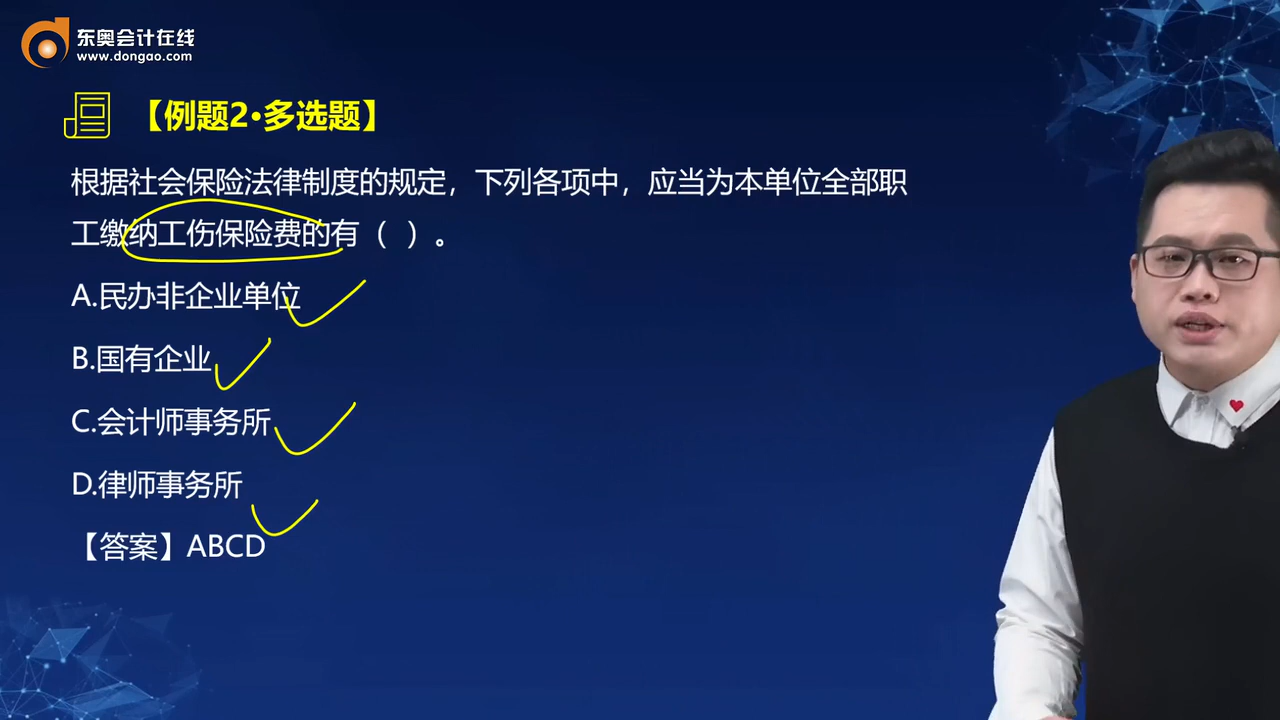 东奥会计在线
www.dongao.com
【例题2·多选题】
根据社会保险法律制度的规定，下列各项中，应当为本单位全部职
工缴纳工伤保险费的有（ ）。
A.民办非企业单位
B.国有企业
C.会计师事务所
D.律师事务所
【答案】ABCD